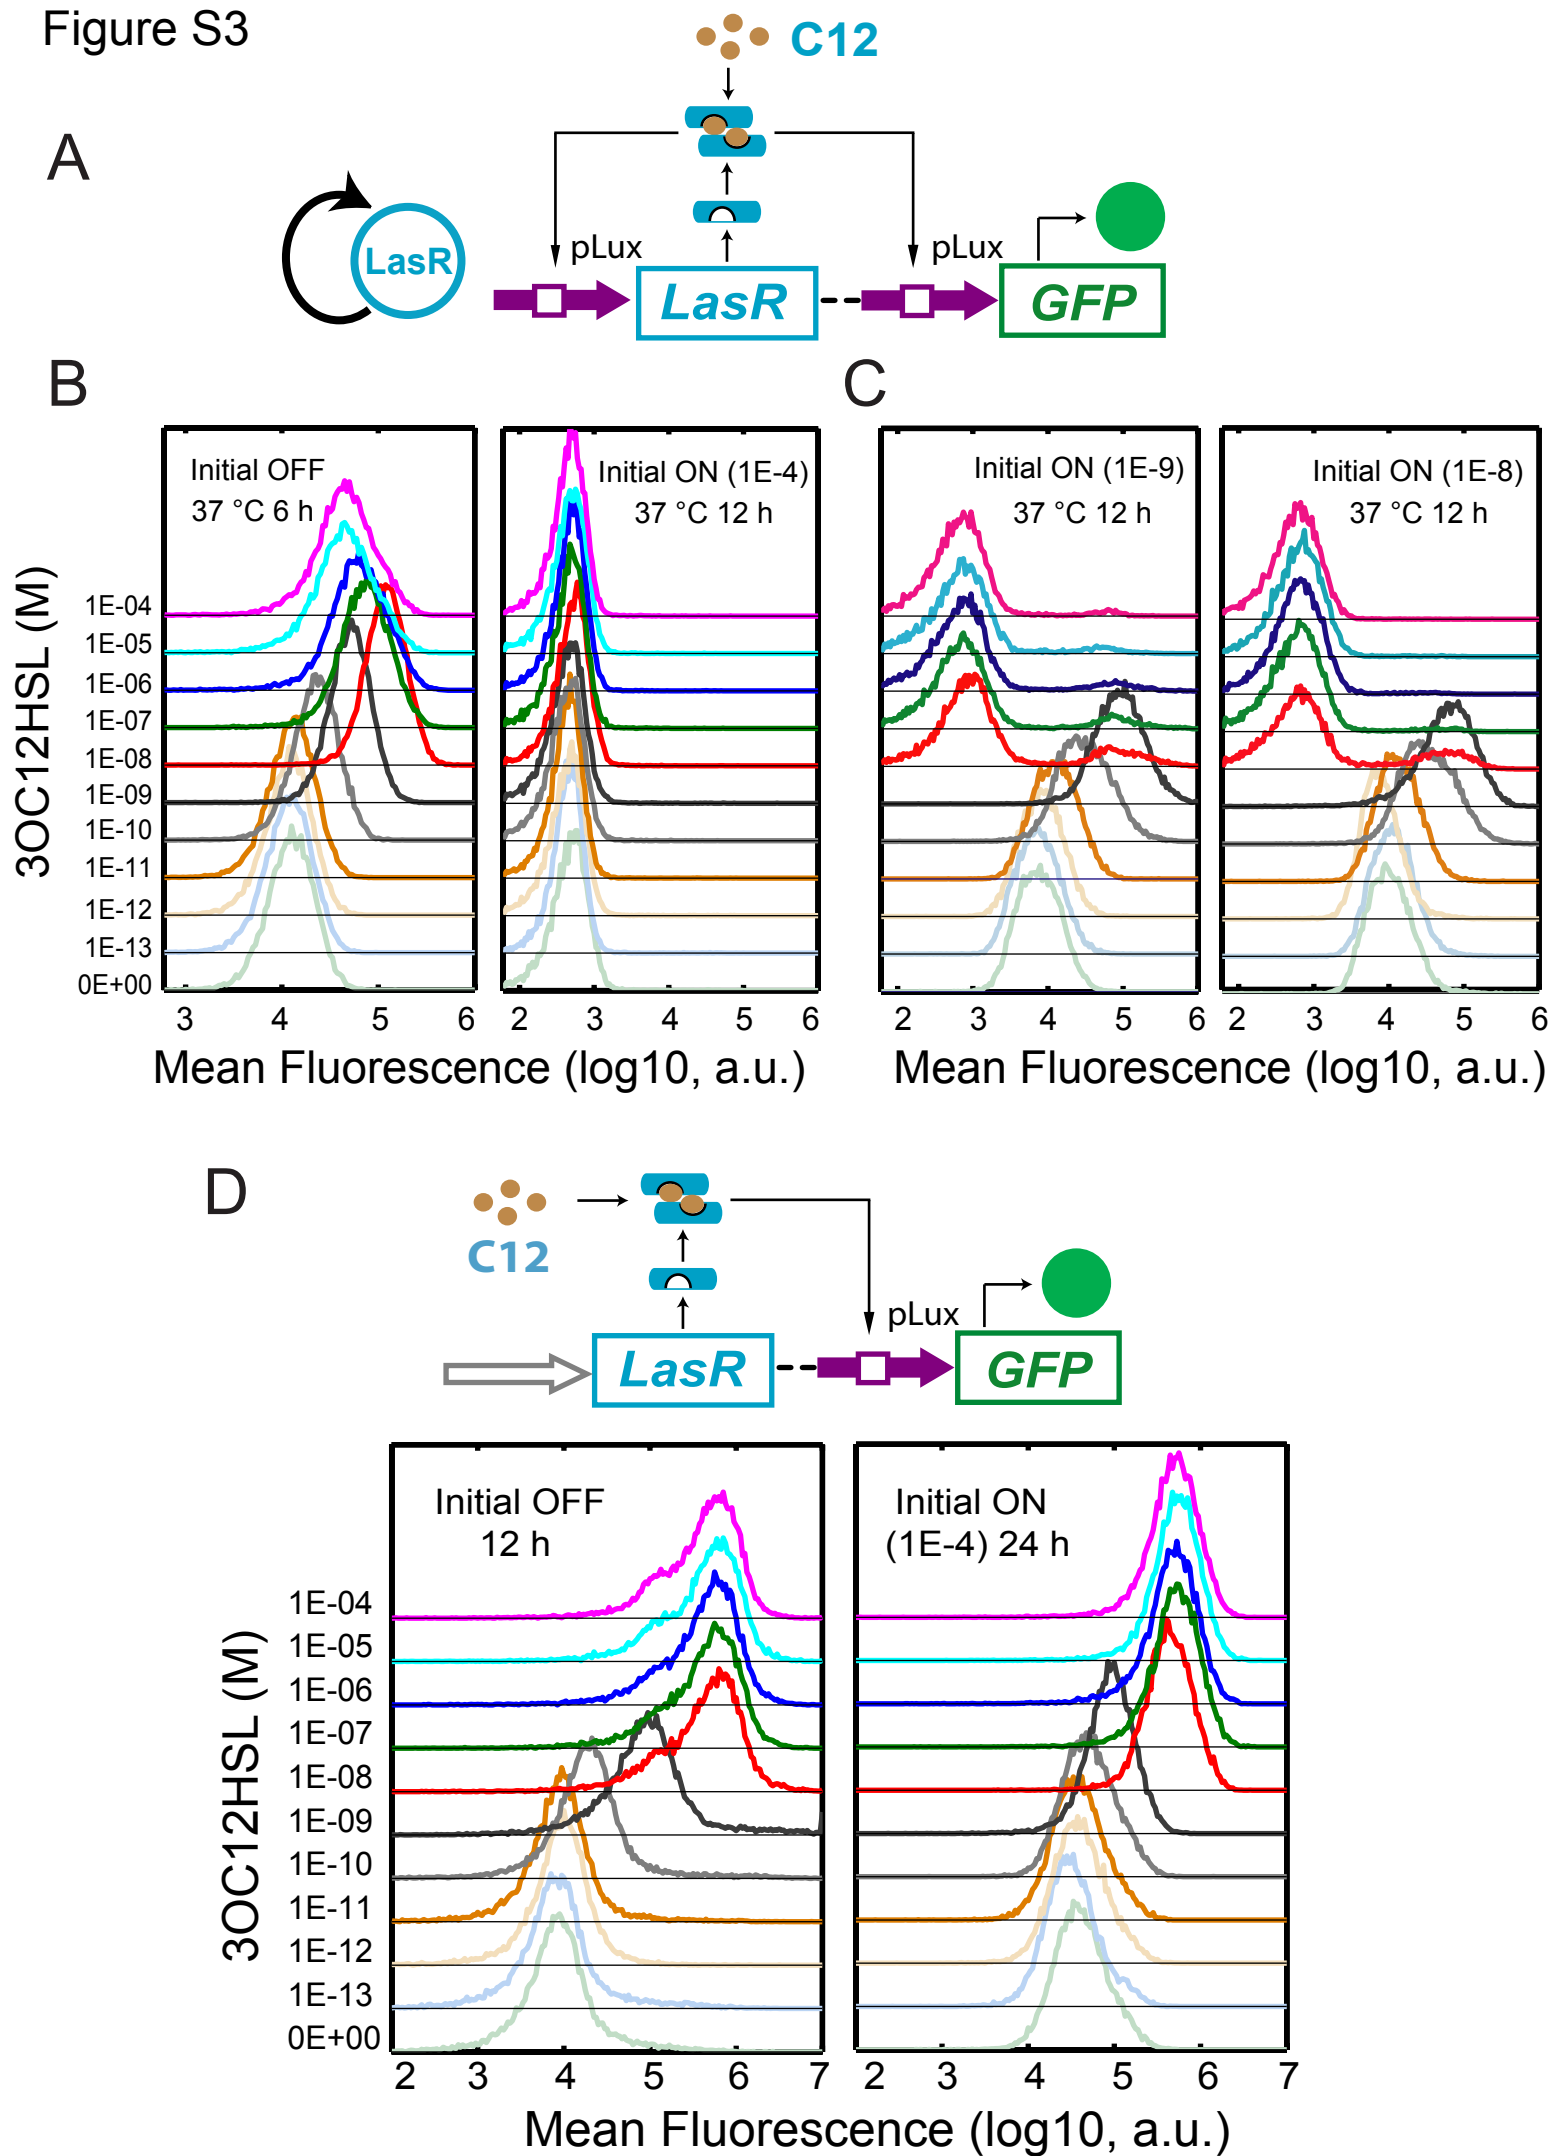 Figure S3
C12
A
LasR
pLux
pLux
LasR
GFP
B
C
Initial OFF
37 °C 6 h
Initial ON (1E-4)
37 °C 12 h
Initial ON (1E-9)
37 °C 12 h
Initial ON (1E-8)
37 °C 12 h
3OC12HSL (M)
1E-04
1E-05
1E-06
1E-07
1E-08
1E-09
1E-10
1E-11
1E-12
1E-13
0E+00
3 4 5 6
2 3 4 5 6
2 3 4 5 6
2 3 4 5 6
Mean Fluorescence (log10, a.u.)
Mean Fluorescence (log10, a.u.)
D
C12
pLux
LasR
GFP
Initial OFF
12 h
Initial ON
(1E-4) 24 h
3OC12HSL (M)
1E-04
1E-05
1E-06
1E-07
1E-08
1E-09
1E-10
1E-11
1E-12
1E-13
0E+00
2 3 4 5 6 7
2 3 4 5 6 7
Mean Fluorescence (log10, a.u.)